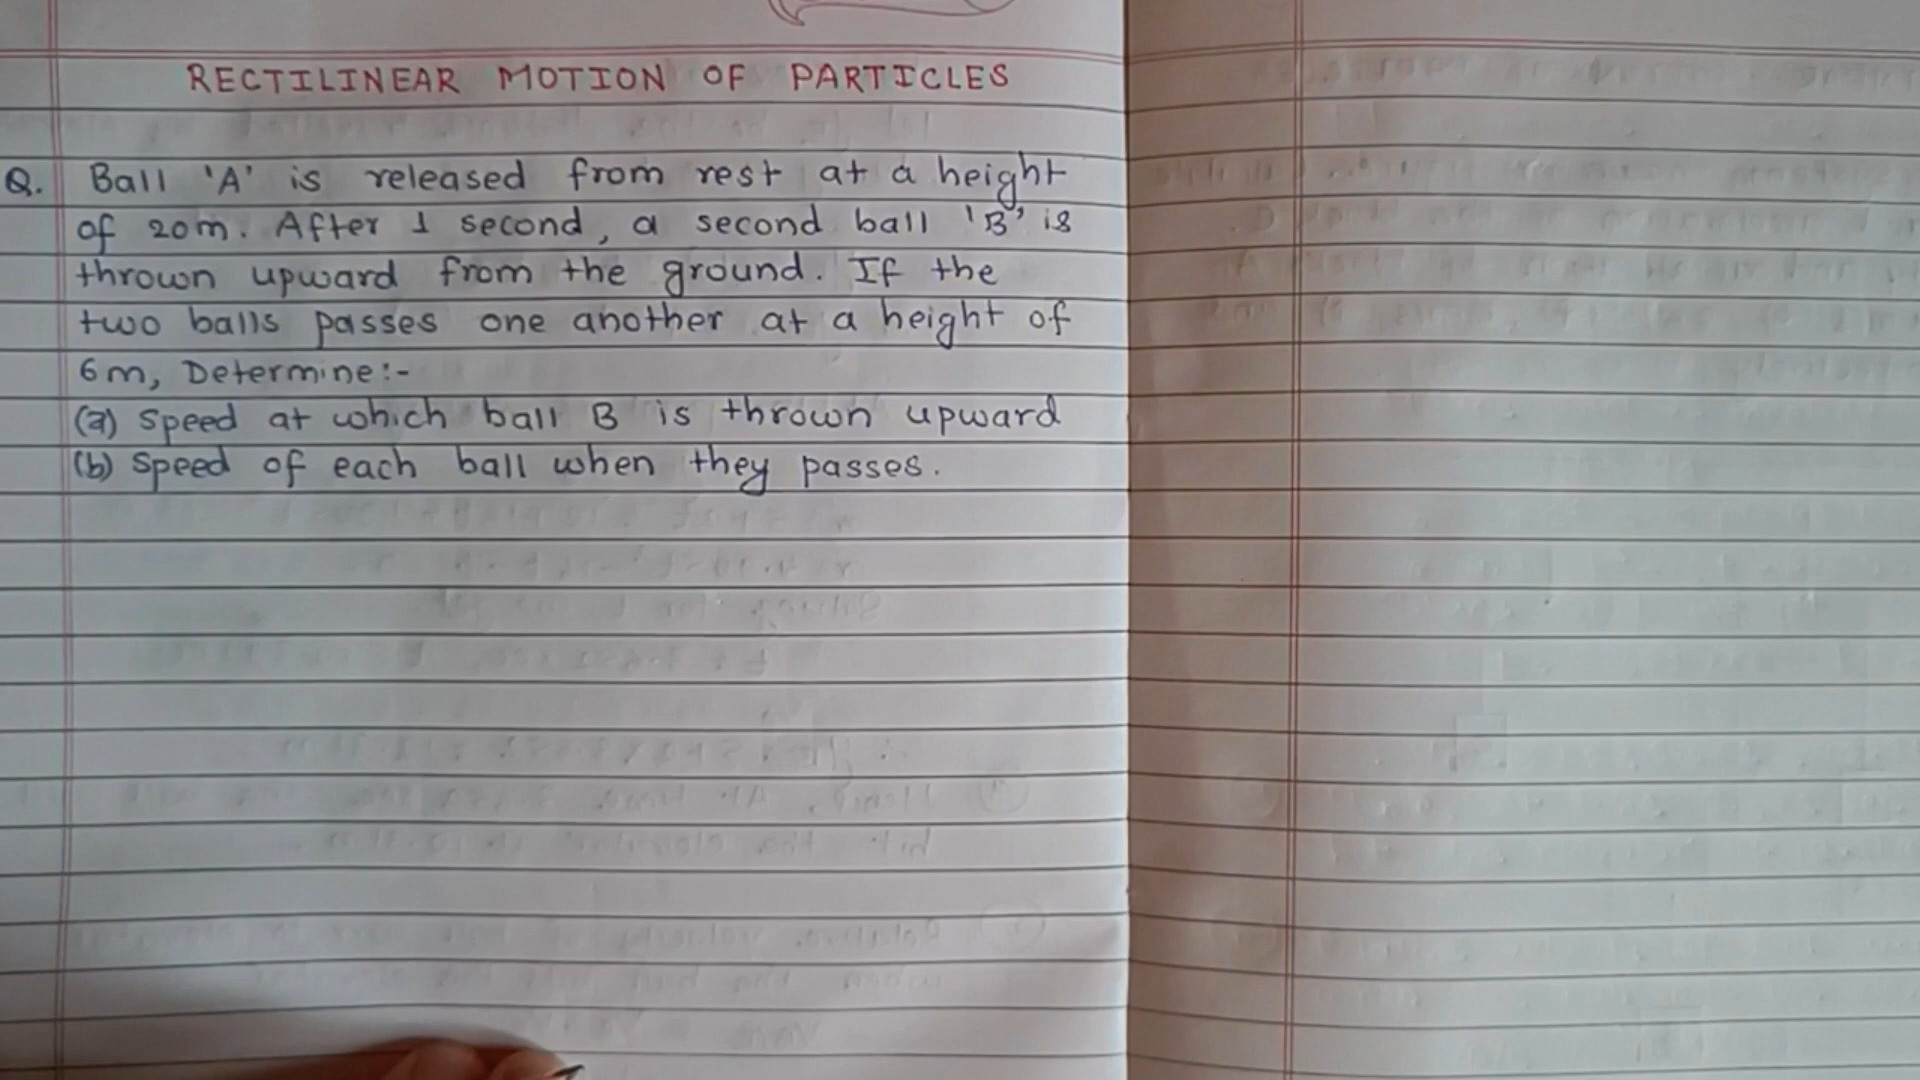 RECTILINEAR MOTION OF PARTICLES
Q. Ball 'A' is released from rest at a height
of 20m. After 1 second, a second ball 'B' is
thrown upward from the ground. If the
two balls passes one another at a height of
6m, Determine:-
(a) Speed at which ball B is thrown upward
(b) Speed of each ball when they passes.